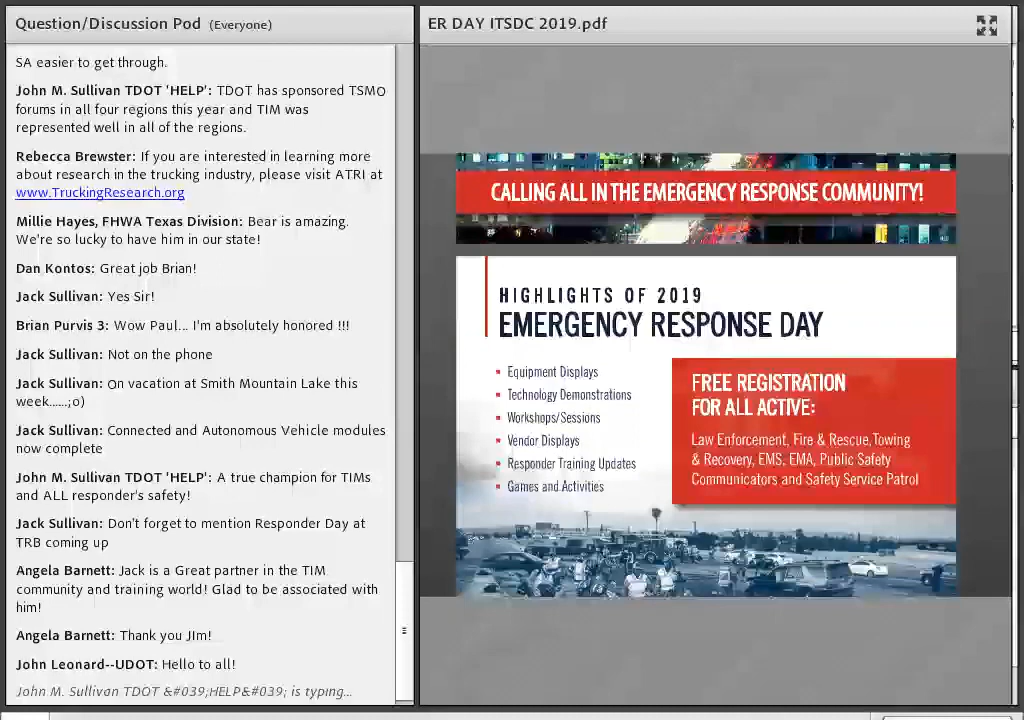 Question/Discussion Pod (Everyone)
SA easier to get through.
John M. Sullivan TDOT 'HELP': TDOT has sponsored TSMO
forums in all four regions this year and TIM was
represented well in all of the regions.
Rebecca Brewster: If you are interested in learning more
about research in the trucking industry, please visit ATRI at
www.TruckingResearch.org
Millie Hayes, FHWA Texas Division: Bear is amazing.
We're so lucky to have him in our state!
Dan Kontos: Great job Brian!
Jack Sullivan: Yes Sir!
Brian Purvis 3: Wow Paul... I'm absolutely honored !!!
Jack Sullivan: Not on the phone
Jack Sullivan: On vacation at Smith Mountain Lake this
week......;o)
Jack Sullivan: Connected and Autonomous Vehicle modules
now complete
John M. Sullivan TDOT 'HELP': A true champion for TIMs
and ALL responder's safety!
Jack Sullivan: Don't forget to mention Responder Day at
TRB coming up
Angela Barnett: Jack is a Great partner in the TIM
community and training world! Glad to be associated with
him!
Angela Barnett: Thank you JIm!
John Leonard--UDOT: Hello to all!
John M. Sullivan TDOT &#039;HELP&#039; is typing...
ER DAY ITSDC 2019.pdf
CALLING ALL IN THE EMERGENCY RESPONSE COMMUNITY!
HIGHLIGHTS OF 2019
EMERGENCY RESPONSE DAY
▪ Equipment Displays
▪ Technology Demonstrations
▪ Workshops/Sessions
▪ Vendor Displays
▪ Responder Training Updates
▪ Games and Activities
FREE REGISTRATION
FOR ALL ACTIVE:
Law Enforcement, Fire & Rescue,Towing
& Recovery, EMS, EMA, Public Safety
Communicators and Safety Service Patrol